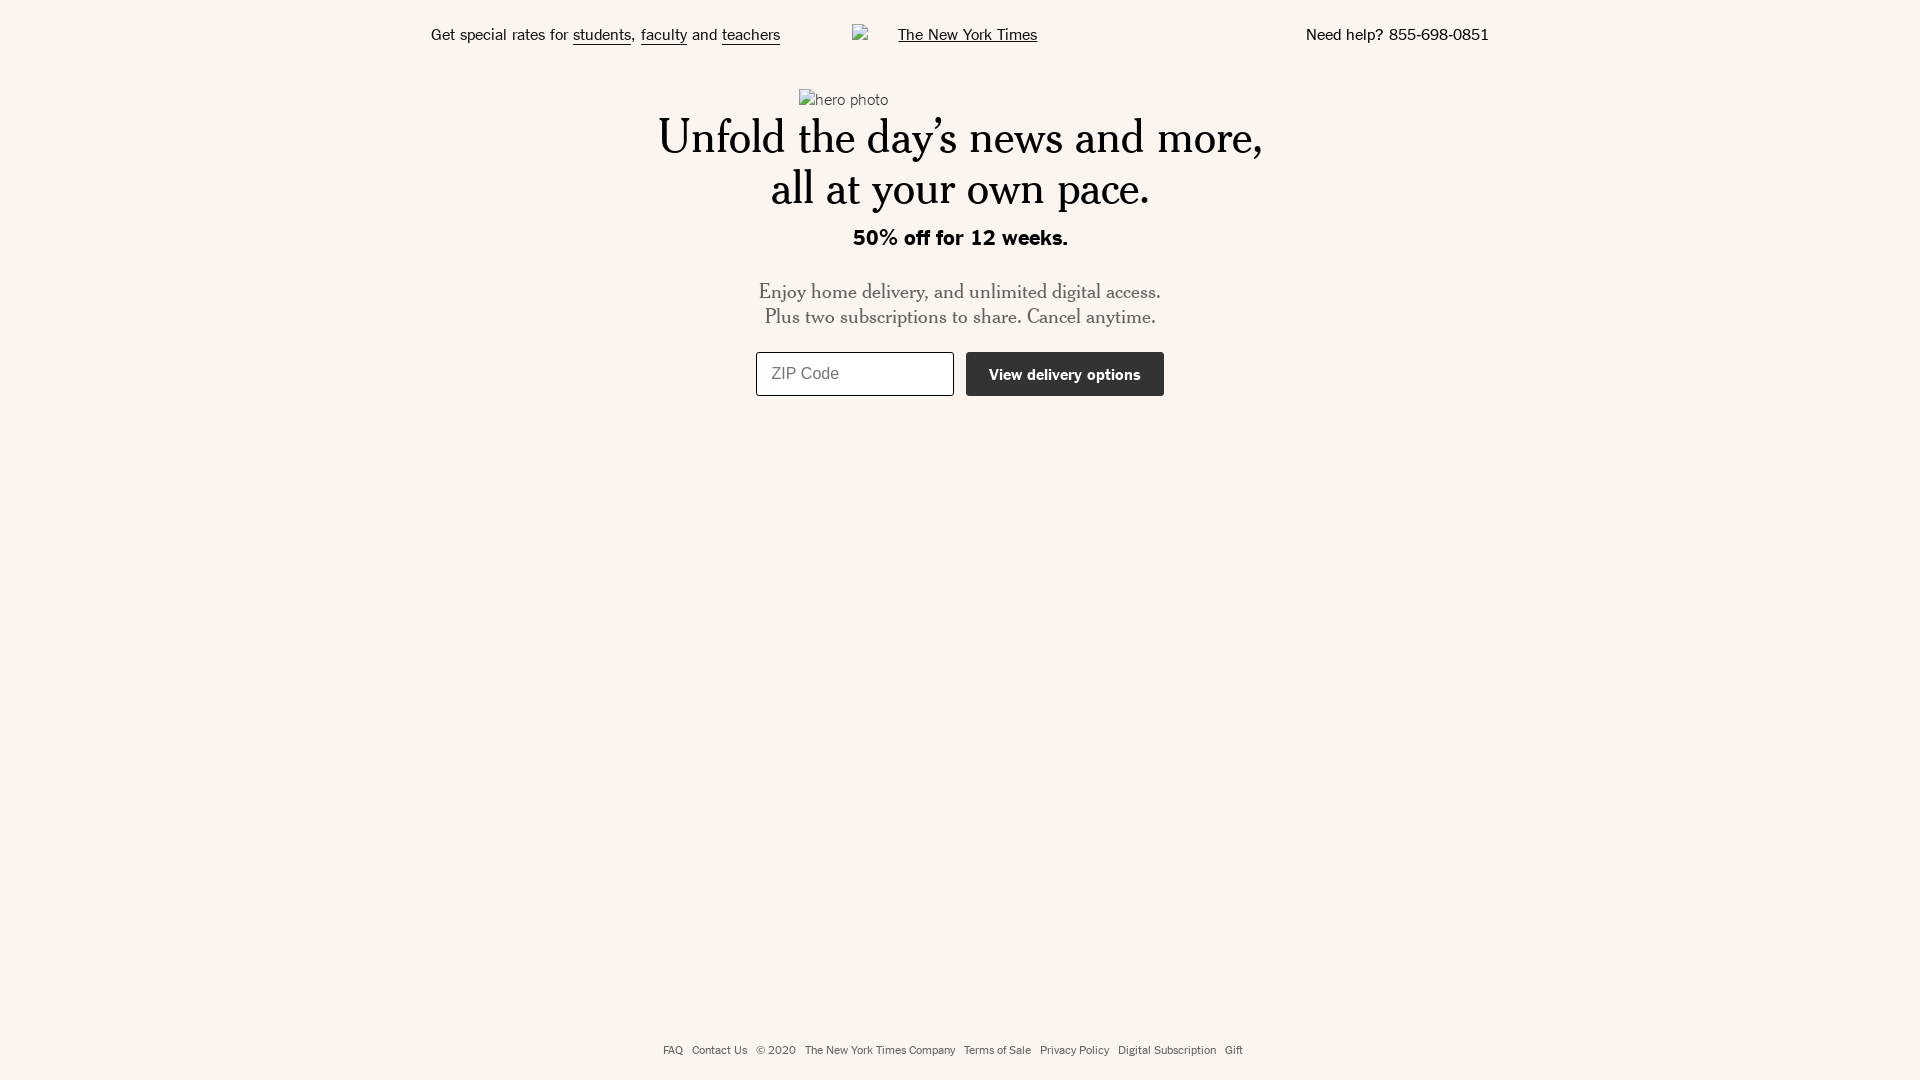 Get special rates for students, faculty and teachers
The New York Times
Need help? 855-698-0851
hero photo
Unfold the day’s news and more,
all at your own pace.
50% off for 12 weeks.
Enjoy home delivery, and unlimited digital access.
Plus two subscriptions to share. Cancel anytime.
ZIP Code
View delivery options
FAQ Contact Us © 2020 The New York Times Company Terms of Sale Privacy Policy Digital Subscription Gift